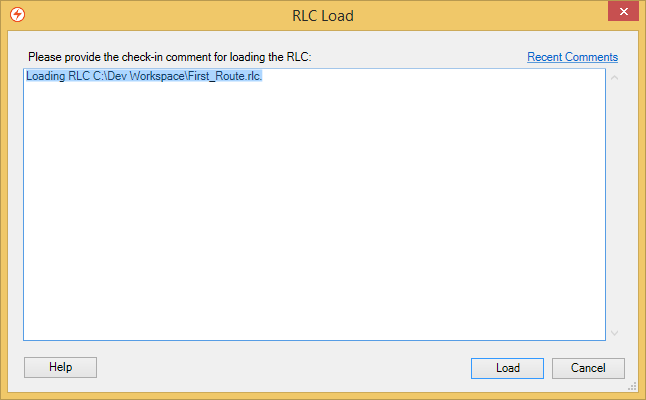 RLC Load
Please provide the check-in comment for loading the RLC:
Recent Comments
Loading RLC C:\Dev Workspace\First_Route.rlc.
Help
Load
Cancel